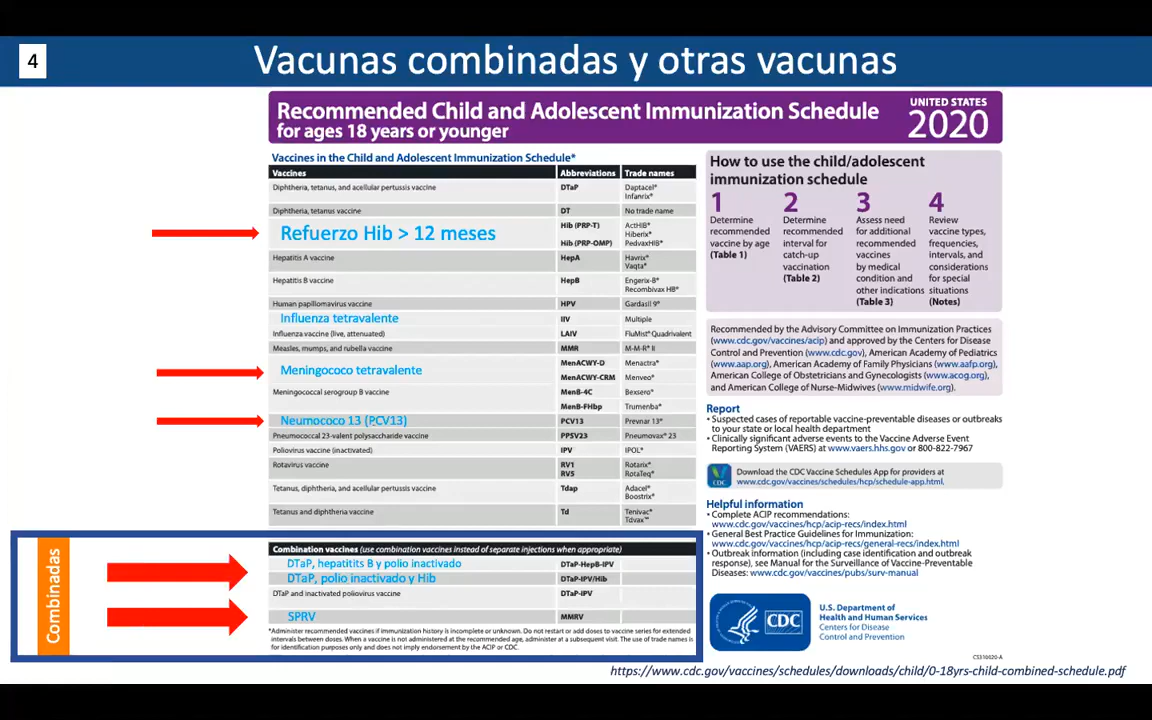 4
Vacunas combinadas y otras vacunas
Recommended Child and Adolescent Immunization Schedule
for ages 18 years or younger
UNITED STATES
2020
Vaccines in the Child and Adolescent Immunization Schedule*
Vaccines Abbreviations Trade names
Diphtheria, tetanus, and acellular pertussis vaccine DTaP Daptacel®
Infanrix®
Diphtheria, tetanus vaccine DT No trade name
Refuerzo Hib > 12 meses
Hib (PRP-T) ActHIB®
Hiberix®
Hib (PRP-OMP) PedvaxHIB®
Hepatitis A vaccine HepA Havrix®
Vaqta®
Hepatitis B vaccine HepB Engerix-B®
Recombivax HB®
Human papillomavirus vaccine HPV Gardasil 9®
Influenza tetravalente IIV Multiple
Influenza vaccine (live, attenuated) LAIV FluMist® Quadrivalent
Measles, mumps, and rubella vaccine MMR M-M-R® II
Meningococo tetravalente
MenACWY-D Menactra®
MenACWY-CRM Menveo®
Meningococcal serogroup B vaccine MenB-4C Bexsero®
MenB-FHbp Trumenba®
Neumococo 13 (PCV13) PCV13 Prevnar 13®
Pneumococcal 23-valent polysaccharide vaccine PPSV23 Pneumovax® 23
Poliovirus vaccine (inactivated) IPV IPOL®
Rotavirus vaccine RV1 Rotarix®
RV5 RotaTeq®
Tetanus, diphtheria, and acellular pertussis vaccine Tdap Adacel®
Boostrix®
Tetanus and diphtheria vaccine Td Tenivac®
Tdvax™
Combinadas
Combination vaccines (use combination vaccines instead of separate injections when appropriate)
DTaP, hepatitits B y polio inactivado DTaP-HepB-IPV
DTaP, polio inactivado y Hib DTaP-IPV/Hib
DTaP and inactivated poliovirus vaccine DTaP-IPV
SPRV MMRV
*Administer recommended vaccines if immunization history is incomplete or unknown. Do not restart or add doses to vaccine series for extended
intervals between doses. When a vaccine is not administered at the recommended age, administer at a subsequent visit. The use of trade names is
for identification purposes only and does not imply endorsement by the ACIP or CDC.
How to use the child/adolescent
immunization schedule
1
Determine
recommended
vaccine by age
(Table 1)
2
Determine
recommended
interval for
catch-up
vaccination
(Table 2)
3
Assess need
for additional
recommended
vaccines
by medical
condition and
other indications
(Table 3)
4
Review
vaccine types,
frequencies,
intervals, and
considerations
for special
situations
(Notes)
Recommended by the Advisory Committee on Immunization Practices
(www.cdc.gov/vaccines/acip) and approved by the Centers for Disease
Control and Prevention (www.cdc.gov), American Academy of Pediatrics
(www.aap.org), American Academy of Family Physicians (www.aafp.org),
American College of Obstetricians and Gynecologists (www.acog.org),
and American College of Nurse-Midwives (www.midwife.org).
Report
• Suspected cases of reportable vaccine-preventable diseases or outbreaks
to your state or local health department
• Clinically significant adverse events to the Vaccine Adverse Event
Reporting System (VAERS) at www.vaers.hhs.gov or 800-822-7967
CDC
Download the CDC Vaccine Schedules App for providers at
www.cdc.gov/vaccines/schedules/hcp/schedule-app.html.
Helpful information
• Complete ACIP recommendations:
www.cdc.gov/vaccines/hcp/acip-recs/index.html
• General Best Practice Guidelines for Immunization:
www.cdc.gov/vaccines/hcp/acip-recs/general-recs/index.html
• Outbreak information (including case identification and outbreak
response), see Manual for the Surveillance of Vaccine-Preventable
Diseases: www.cdc.gov/vaccines/pubs/surv-manual
CDC
U.S. Department of
Health and Human Services
Centers for Disease
Control and Prevention
CS310020-A
https://www.cdc.gov/vaccines/schedules/downloads/child/0-18yrs-child-combined-schedule.pdf